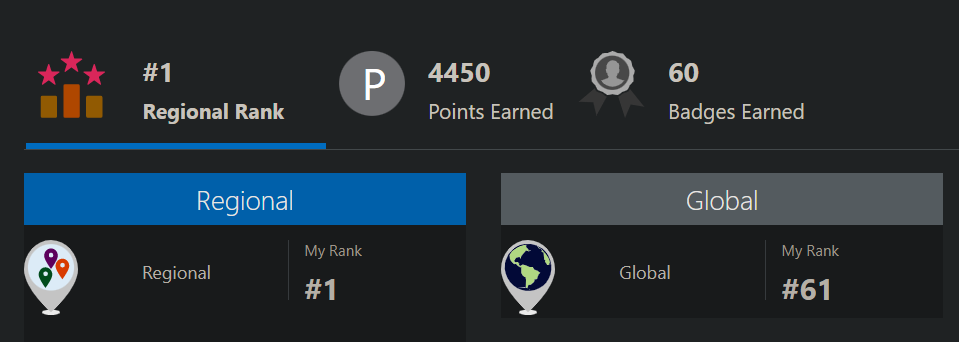 #1
Regional Rank
P
4450
Points Earned
60
Badges Earned
Regional
Regional
My Rank
#1
Global
Global
My Rank
#61